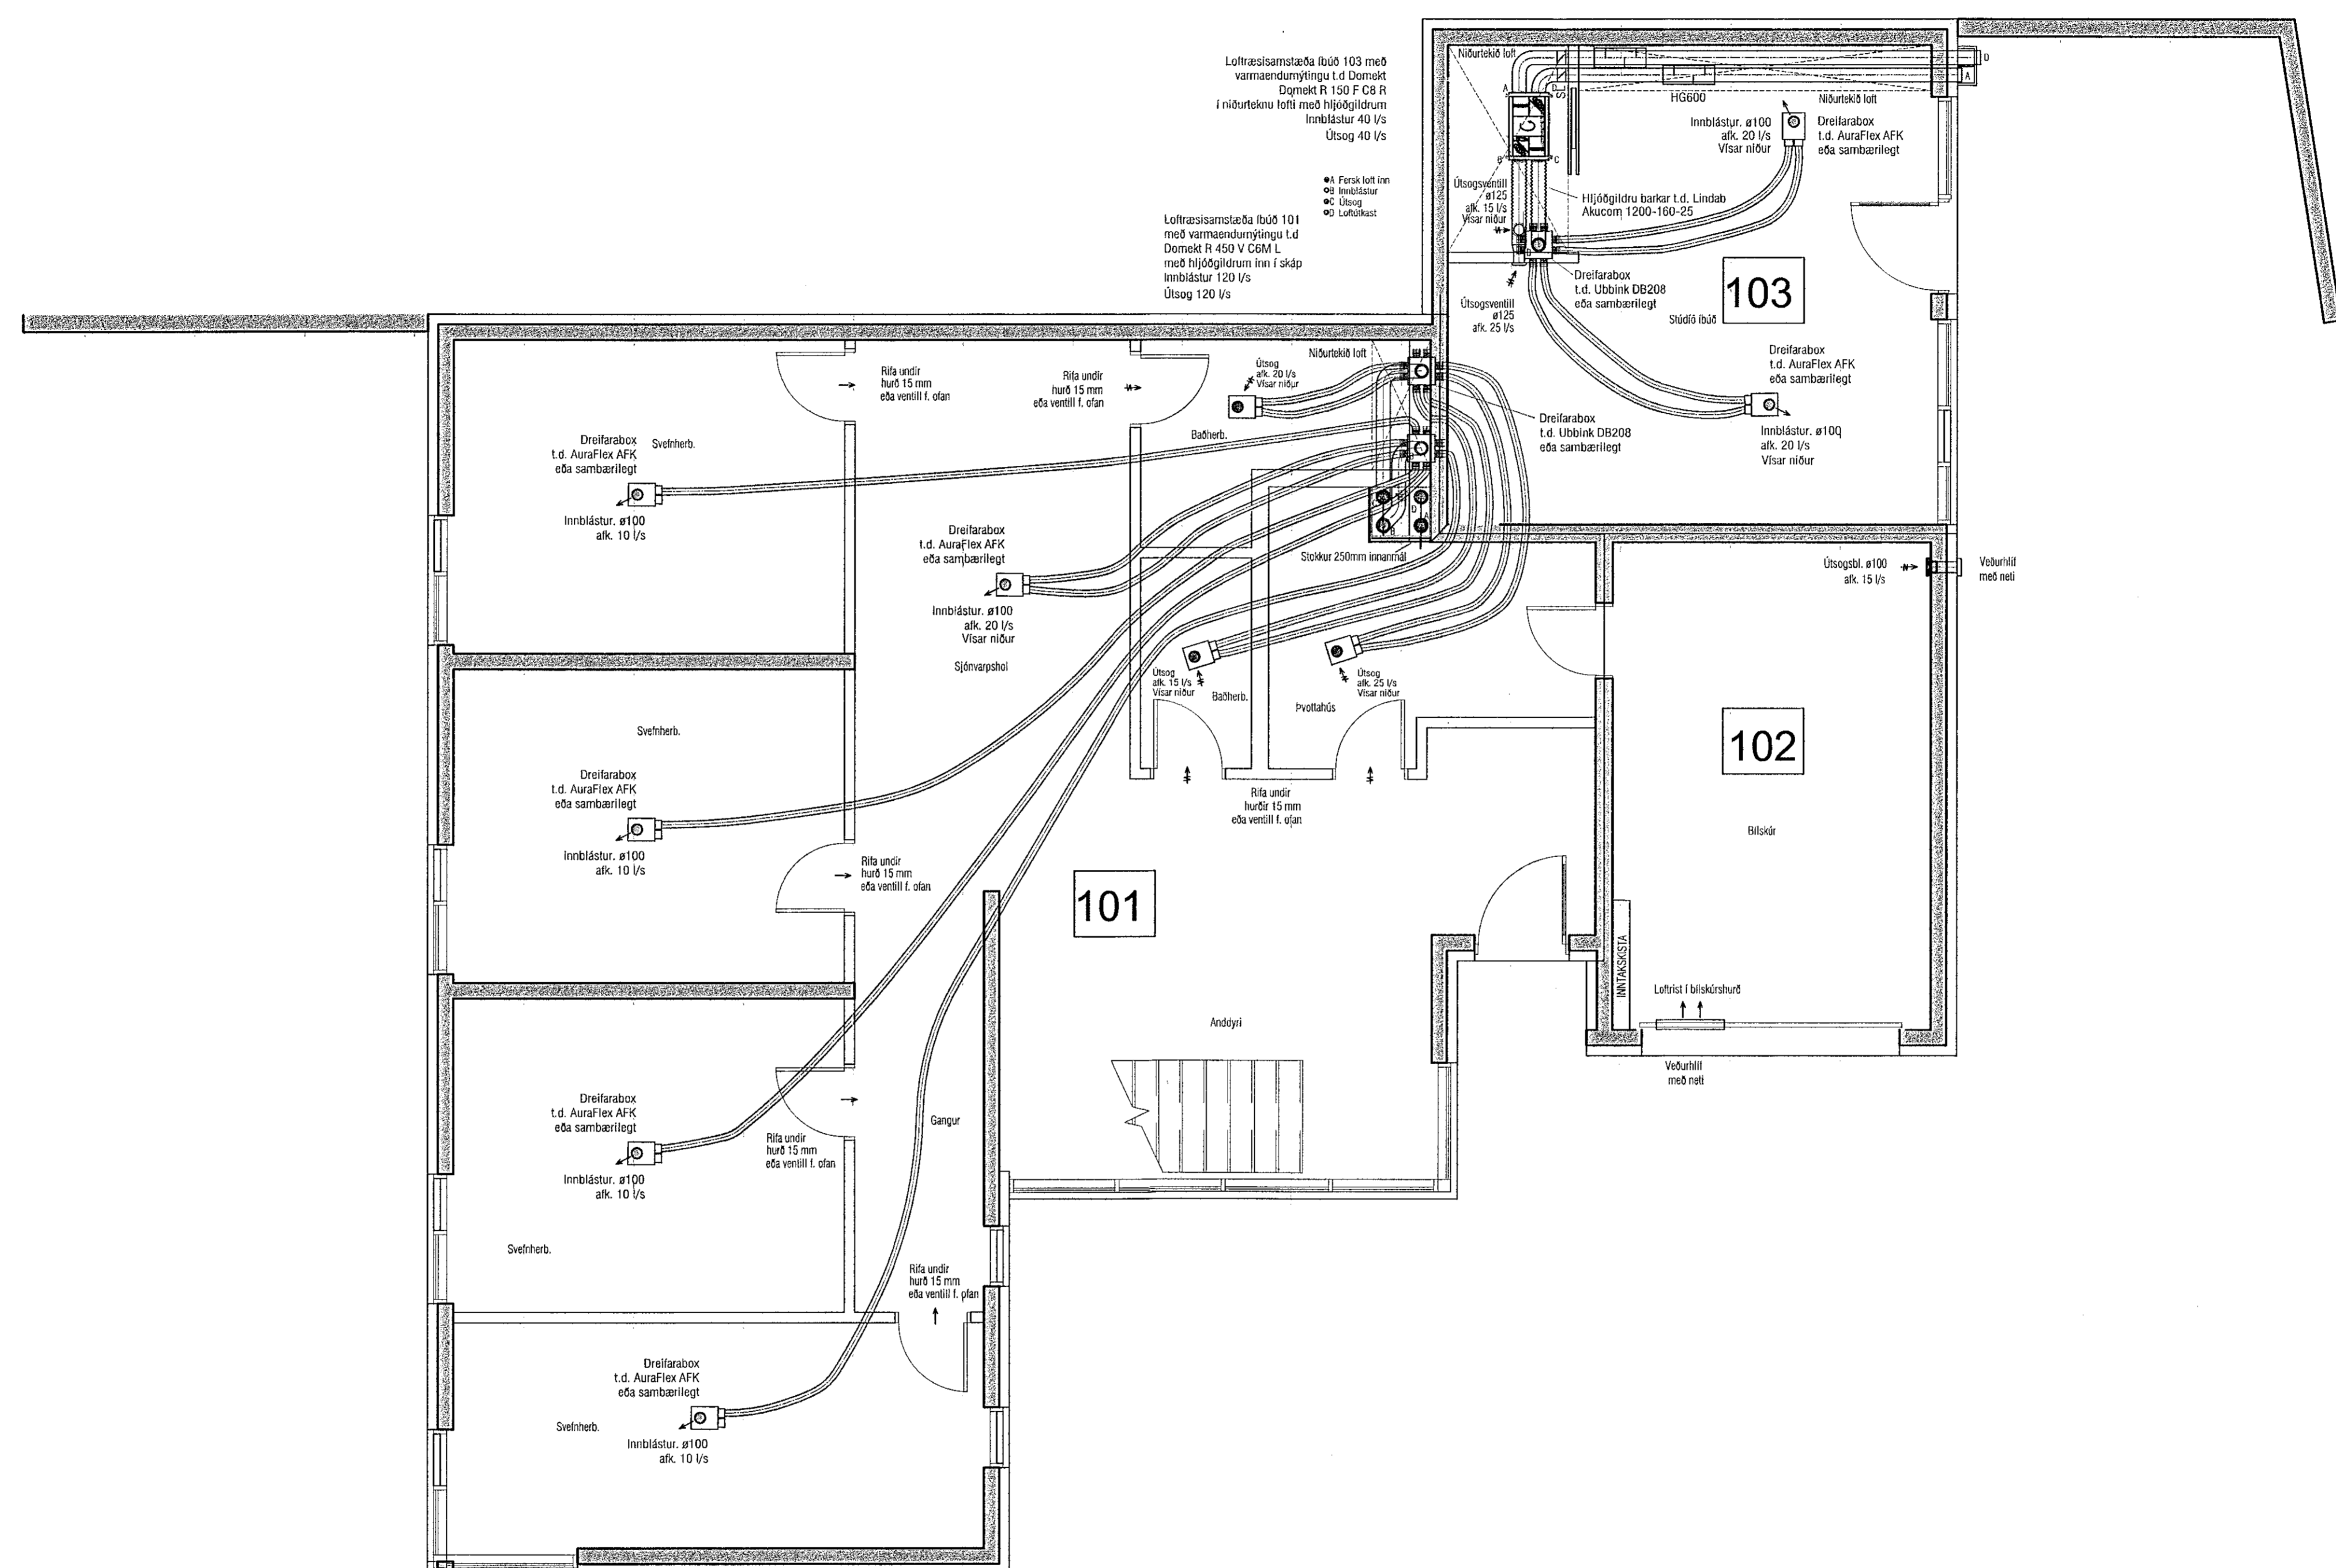 Loftræsisamstæða íbúð 103 með
varmaendurnýtingu t.d Domekt
Domekt R 150 F C8 R
í niðurteknu lofti með hljóðgildrum
Innblástur 40 l/s
Útsog 40 l/s
A Fersk loft inn
B Innblástur
C Útsog
D Loftútkast
Loftræsisamstæða íbúð 101
með varmaendurnýtingu t.d
Domekt R 450 V C6M L
með hljóðgildrum inn í skáp
Innblástur 120 l/s
Útsog 120 l/s
Niðurtekið loft
D
A
HG600
Niðurtekið loft
A
C
B
C
Innblástur. ø100
afk. 20 l/s
Vísar niður
Dreifarabox
t.d. AuraFlex AFK
eða sambærilegt
Útsogsventill
ø125
afk. 15 l/s
Vísar niður
Hljóðgildru barkar t.d. Lindab
Akucom 1200-160-25
Dreifarabox
t.d. Ubbink DB208
eða sambærilegt
Útsogsventill
ø125
afk. 25 l/s
103
Stúdíó íbúð
Dreifarabox
t.d. AuraFlex AFK
eða sambærilegt
Innblástur. ø100
afk. 20 l/s
Vísar niður
Rifa undir
hurð 15 mm
eða ventill f. ofan
Rifa undir
hurð 15 mm
eða ventill f. ofan
Útsog
afk. 20 l/s
Vísar niður
Niðurtekið loft
Baðherb.
Dreifarabox
t.d. Ubbink DB208
eða sambærilegt
Dreifarabox
t.d. AuraFlex AFK
eða sambærilegt
Svefnherb.
Innblástur. ø100
afk. 10 l/s
Dreifarabox
t.d. AuraFlex AFK
eða sambærilegt
Innblástur. ø100
afk. 20 l/s
Vísar niður
Sjónvarpshol
D
A
B
Stokkur 250mm innanmál
Útsogsbl. ø100
afk. 15 l/s
Veðurhlíf
með neti
Útsog
afk. 15 l/s
Vísar niður
Baðherb.
Útsog
afk. 25 l/s
Vísar niður
Þvottahús
Rifa undir
hurðir 15 mm
eða ventill f. ofan
102
Bílskúr
Svefnherb.
Dreifarabox
t.d. AuraFlex AFK
eða sambærilegt
Innblástur. ø100
afk. 10 l/s
Rifa undir
hurð 15 mm
eða ventill f. ofan
101
INNTAKSKISTA
Loftrist í bílskúrshurð
Veðurhlíf
með neti
Anddyri
Dreifarabox
t.d. AuraFlex AFK
eða sambærilegt
Innblástur. ø100
afk. 10 l/s
Rifa undir
hurð 15 mm
eða ventill f. ofan
Gangur
Svefnherb.
Rifa undir
hurð 15 mm
eða ventill f. ofan
Dreifarabox
t.d. AuraFlex AFK
eða sambærilegt
Svefnherb.
Innblástur. ø100
afk. 10 l/s